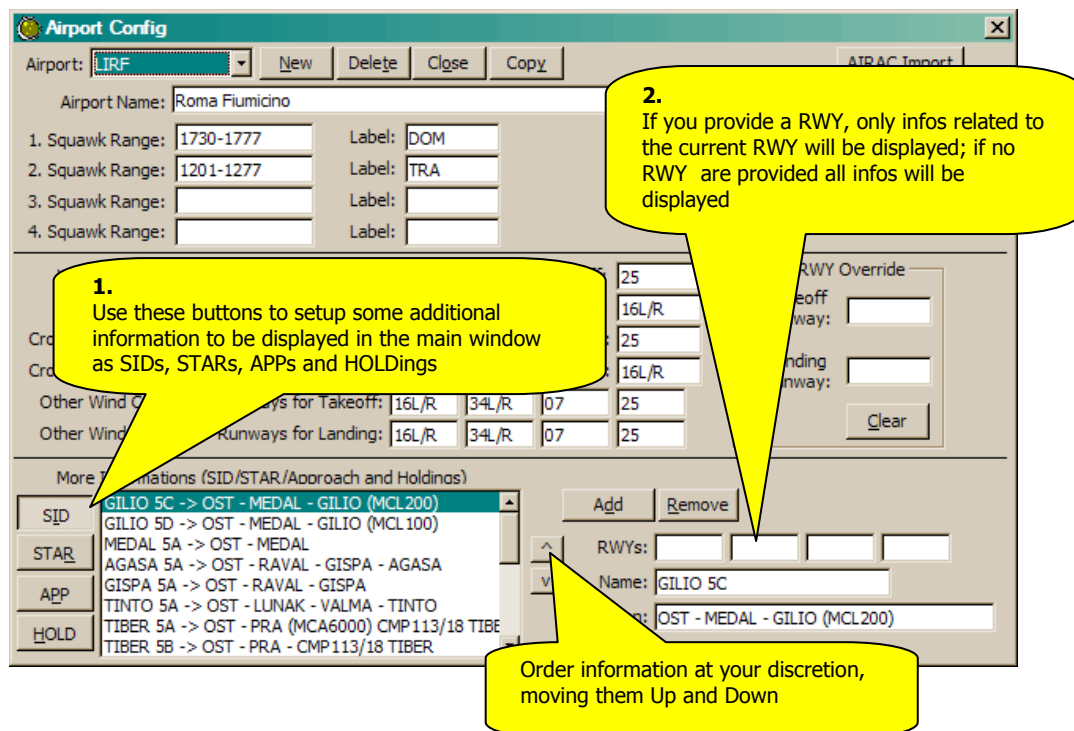 Airport Config
Airport: LIRF New Delete Close Copy AIRAC Import
Airport Name: Roma Fiumicino
1. Squawk Range: 1730-1777 Label: DOM
2. Squawk Range: 1201-1277 Label: TRA
3. Squawk Range: Label:
4. Squawk Range: Label:
2.
If you provide a RWY, only infos related to
the current RWY will be displayed; if no
RWY are provided all infos will be
displayed
1.
Use these buttons to setup some additional
information to be displayed in the main window
as SIDs, STARs, APPs and HOLDings
25
16L/R
25
16L/R
RWY Override
Other Wind Takeoff: 16L/R 34L/R 07 25
Other Wind Runways for Landing: 16L/R 34L/R 07 25
Clear
More (SID/STAR/Approach and Holdings)
SID
STAR
APP
HOLD
GILIO 5C -> OST - MEDAL - GILIO (MCL200)
GILIO 5D -> OST - MEDAL - GILIO (MCL100)
MEDAL 5A -> OST - MEDAL
AGASA 5A -> OST - RAVAL - GISPA - AGASA
GISPA 5A -> OST - RAVAL - GISPA
TINTO 5A -> OST - LUNAK - VALMA - TINTO
TIBER 5A -> OST - PRA (MCA6000) CMP113/18 TIBE
TIBER 5B -> OST - PRA - CMP113/18 TIBER
^
v
Add Remove
RWYs:
Name: GILIO 5C
OST - MEDAL - GILIO (MCL200)
Order information at your discretion,
moving them Up and Down